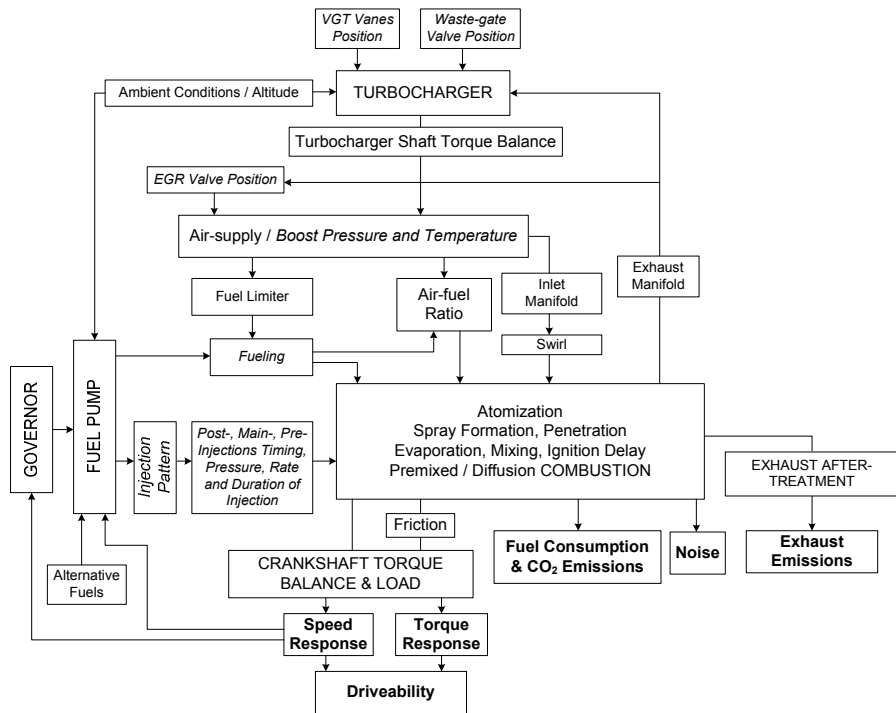 VGT Vanes
Position
Waste-gate
Valve Position
Ambient Conditions / Altitude
TURBOCHARGER
Turbocharger Shaft Torque Balance
EGR Valve Position
Air-supply / Boost Pressure and Temperature
Fuel Limiter
Air-fuel
Ratio
Inlet
Manifold
Exhaust
Manifold
Fueling
Swirl
GOVERNOR
FUEL PUMP
Injection
Pattern
Post-, Main-, Pre-
Injections Timing,
Pressure, Rate
and Duration of
Injection
Atomization
Spray Formation, Penetration
Evaporation, Mixing, Ignition Delay
Premixed / Diffusion COMBUSTION
EXHAUST AFTER-
TREATMENT
Friction
Alternative
Fuels
CRANKSHAFT TORQUE
BALANCE & LOAD
Fuel Consumption
& CO₂ Emissions
Noise
Exhaust
Emissions
Speed
Response
Torque
Response
Driveability